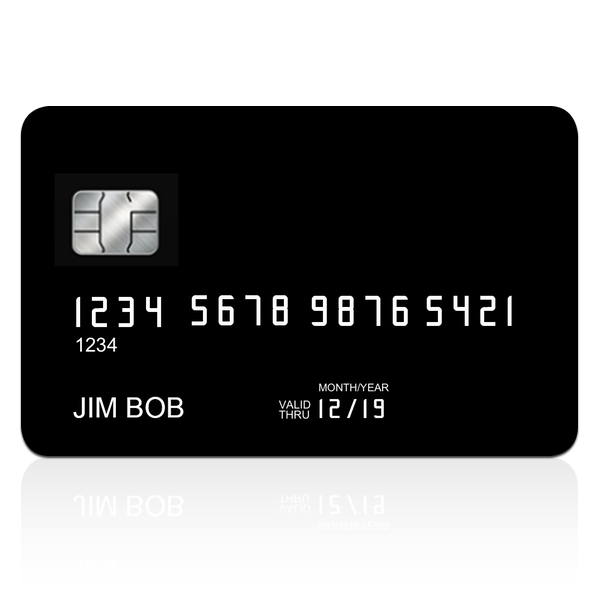 1234 5678 9876 5421
1234
MONTH/YEAR
VALID THRU 12/19
JIM BOB